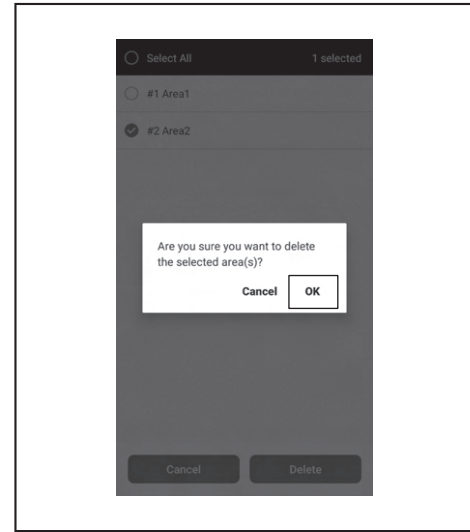 Select All 1 selected
#1 Area1
#2 Area2
Are you sure you want to delete
the selected area(s)?
Cancel OK
Cancel Delete